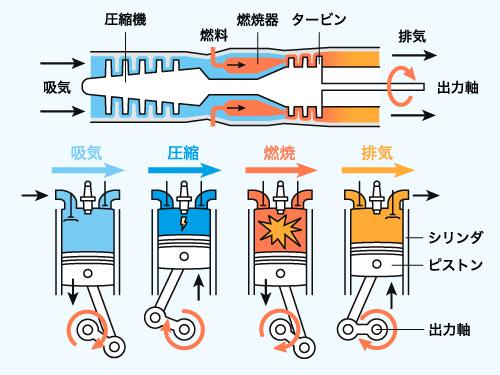 圧縮機
燃焼器
タービン
燃料
排気
吸気
出力軸
吸気
圧縮
燃焼
排気
シリンダ
ピストン
出力軸